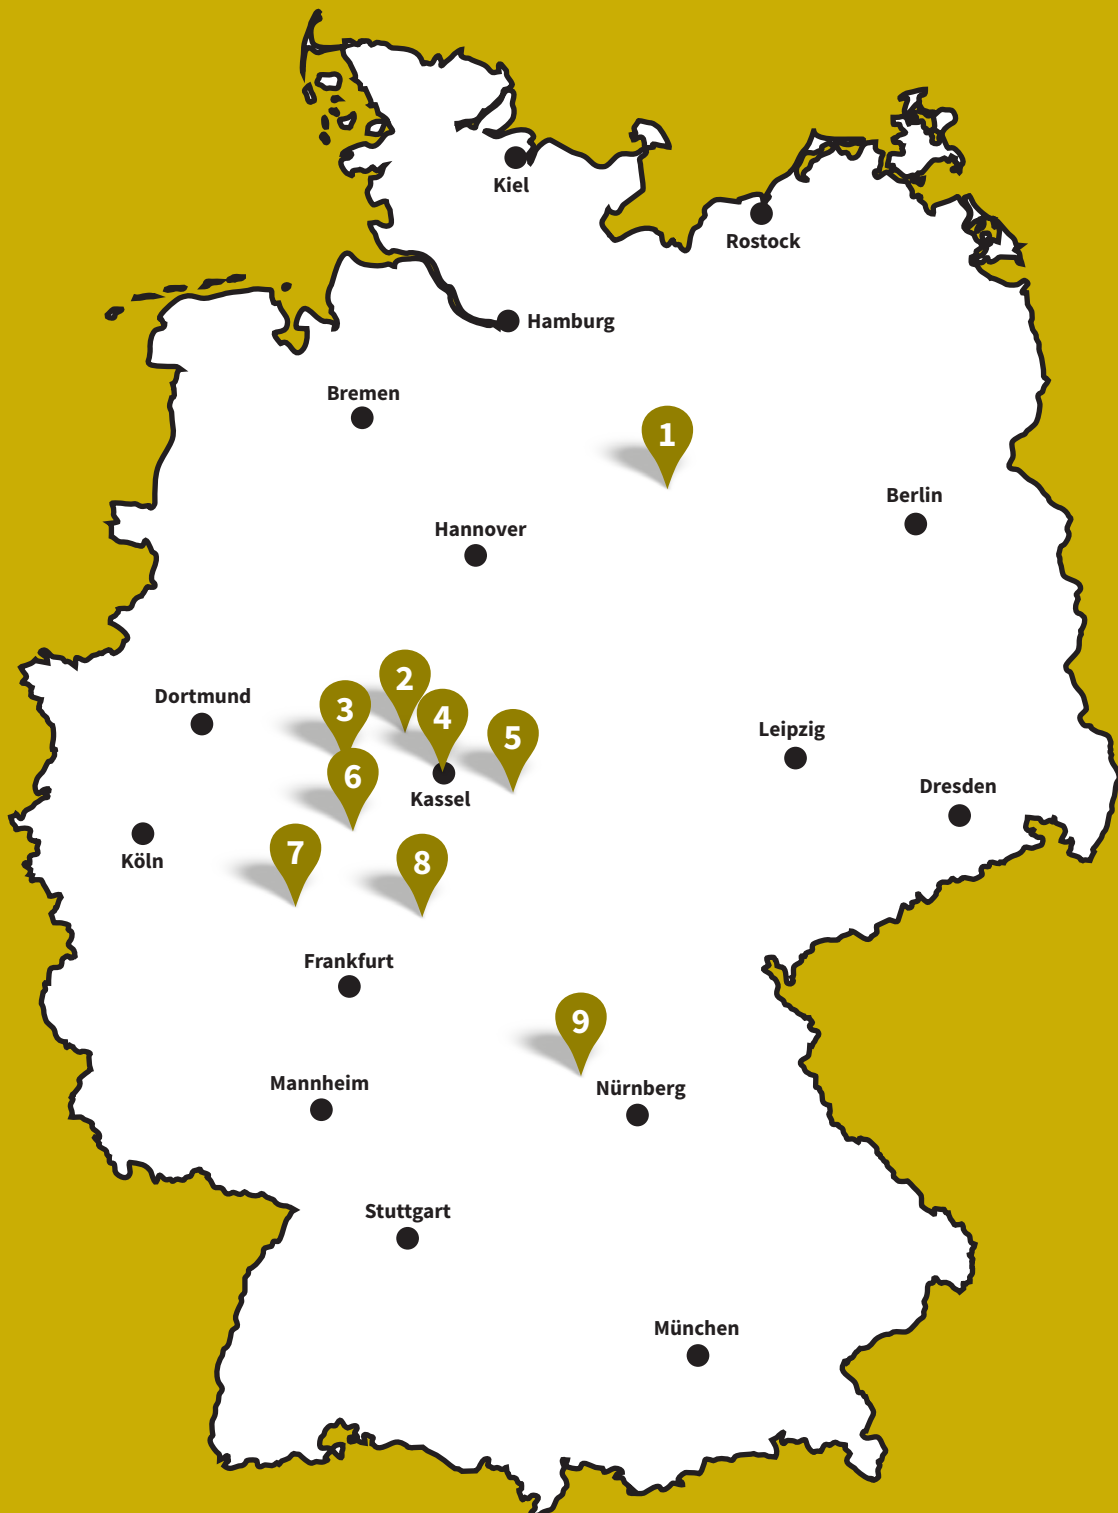 Kiel
Rostock
Hamburg
Bremen
1
Berlin
Hannover
2
Dortmund
3
4
5
Leipzig
6
Kassel
Dresden
Köln
7
8
Frankfurt
9
Mannheim
Nürnberg
Stuttgart
München